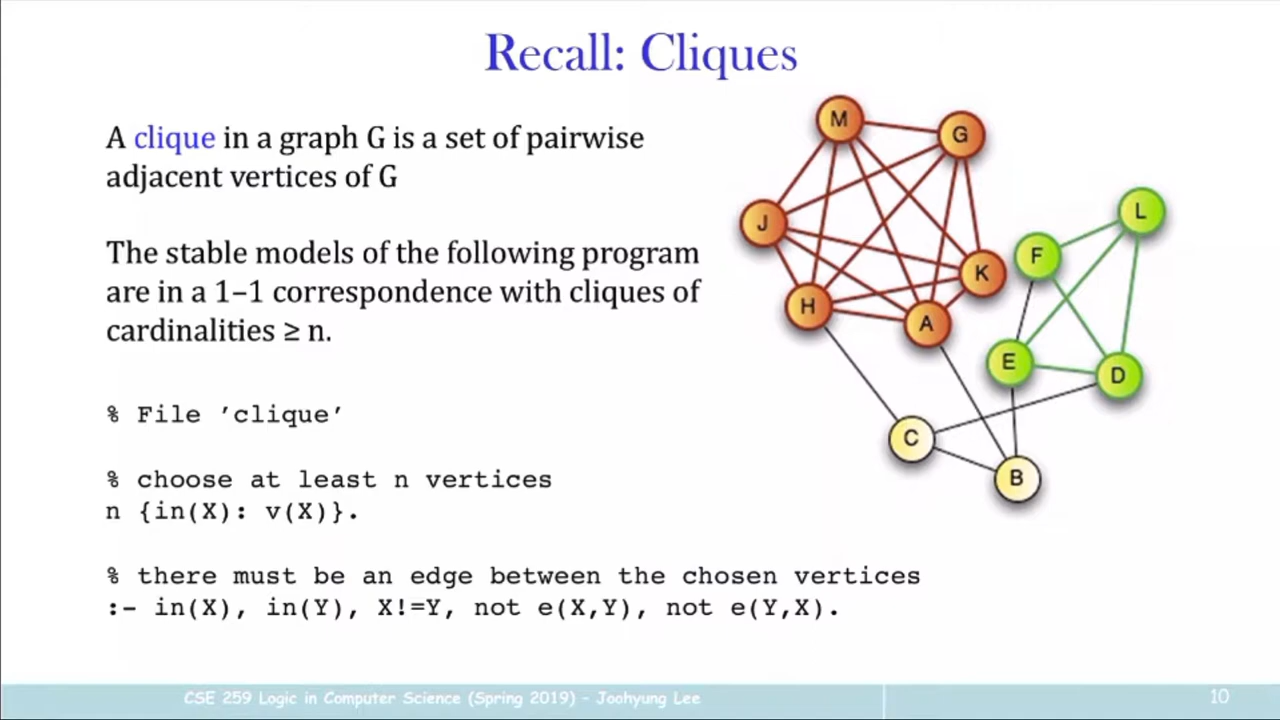 Recall: Cliques
A clique in a graph G is a set of pairwise
adjacent vertices of G
The stable models of the following program
are in a 1–1 correspondence with cliques of
cardinalities ≥ n.
% File ’clique’
% choose at least n vertices
n {in(X): v(X)}.
% there must be an edge between the chosen vertices
:- in(X), in(Y), X!=Y, not e(X,Y), not e(Y,X).
M
G
J
K
H
A
L
F
E
D
C
B
CSE 259 Logic in Computer Science (Spring 2019) – Joohyung Lee
10